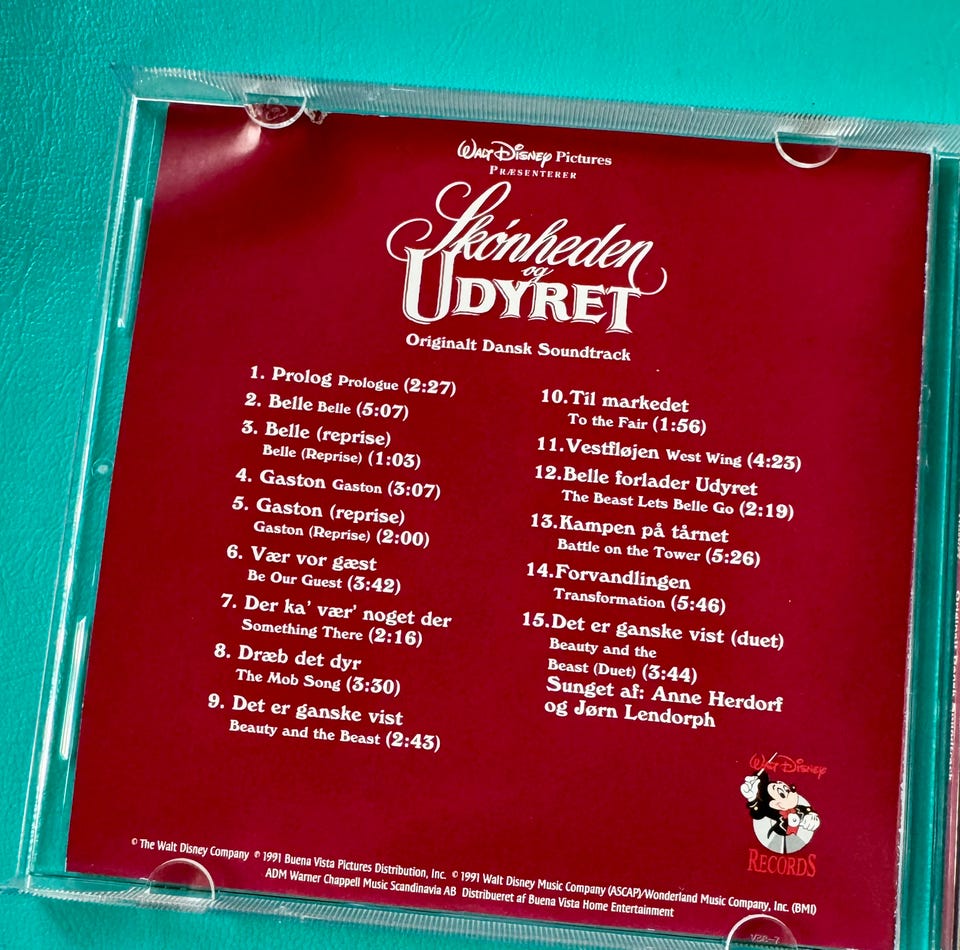 Walt Disney Pictures
Præsenterer
Skønheden
og
Udyret
Originalt Dansk Soundtrack
1. Prolog Prologue (2:27)
2. Belle Belle (5:07)
3. Belle (reprise)
Belle (Reprise) (1:03)
4. Gaston Gaston (3:07)
5. Gaston (reprise)
Gaston (Reprise) (2:00)
6. Vær vor gæst
Be Our Guest (3:42)
7. Der ka' vær' noget der
Something There (2:16)
8. Dræb det dyr
The Mob Song (3:30)
9. Det er ganske vist
Beauty and the Beast (2:43)
10. Til markedet
To the Fair (1:56)
11. Vestfløjen West Wing (4:23)
12. Belle forlader Udyret
The Beast Lets Belle Go (2:19)
13. Kampen på tårnet
Battle on the Tower (5:26)
14. Forvandlingen
Transformation (5:46)
15. Det er ganske vist (duet)
Beauty and the
Beast (Duet) (3:44)
Sunget af: Anne Herdorf
og Jørn Lendorph
Walt Disney
Records
© The Walt Disney Company ℗ 1991 Buena Vista Pictures Distribution, Inc. © 1991 Walt Disney Music Company (ASCAP)/Wonderland Music Company, Inc. (BMI)
ADM Warner Chappell Music Scandinavia AB Distribueret af Buena Vista Home Entertainment